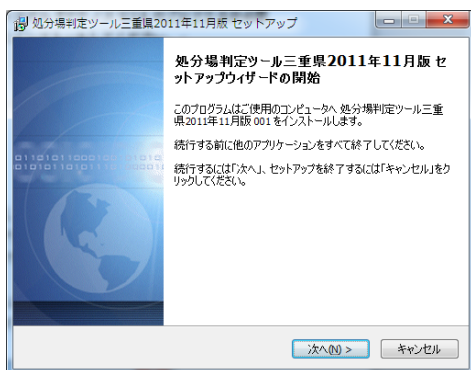 処分場判定ツール三重県2011年11月版 セットアップ
処分場判定ツール三重県2011年11月版 セ
ットアップウィザードの開始
このプログラムはご使用のコンピュータへ 処分場判定ツール三重
県2011年11月版 001 をインストールします。
続行する前に他のアプリケーションをすべて終了してください。
続行するには「次へ」、セットアップを終了するには「キャンセル」をク
リックしてください。
次へ(N) >
キャンセル